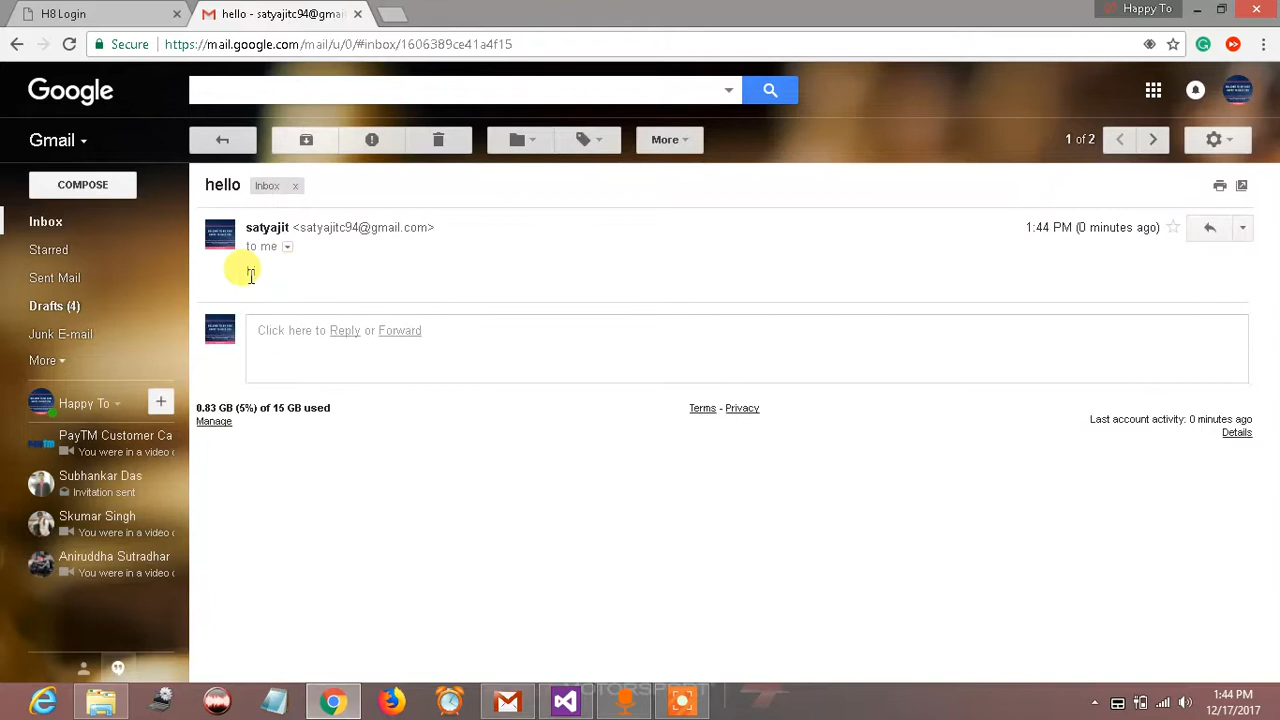 H8 Login x
hello - satyajitc94@gmai x
Happy To
Secure https://mail.google.com/mail/u/0/#inbox/1606389ce41a4f15
Google
Gmail
More
1 of 2
COMPOSE
hello Inbox x
Inbox
Starred
Sent Mail
Drafts (4)
Junk E-mail
More
satyajit <satyajitc94@gmail.com>
1:44 PM (0 minutes ago)
to me
Click here to Reply or Forward
0.83 GB (5%) of 15 GB used
Manage
Terms - Privacy
Last account activity: 0 minutes ago
Details
Happy To
PayTM Customer Ca
You were in a video c
Subhankar Das
Invitation sent
Skumar Singh
You were in a video c
Aniruddha Sutradhar
You were in a video c
1:44 PM
12/17/2017